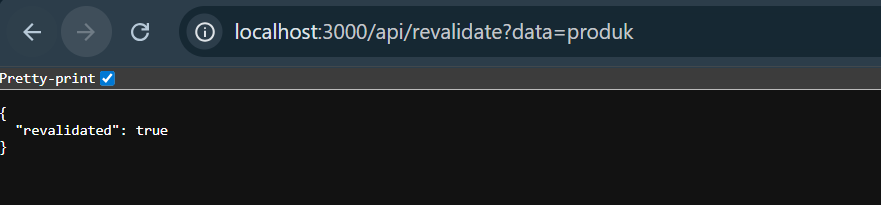 localhost:3000/api/revalidate?data=produk
Pretty-print
{
  "revalidated": true
}